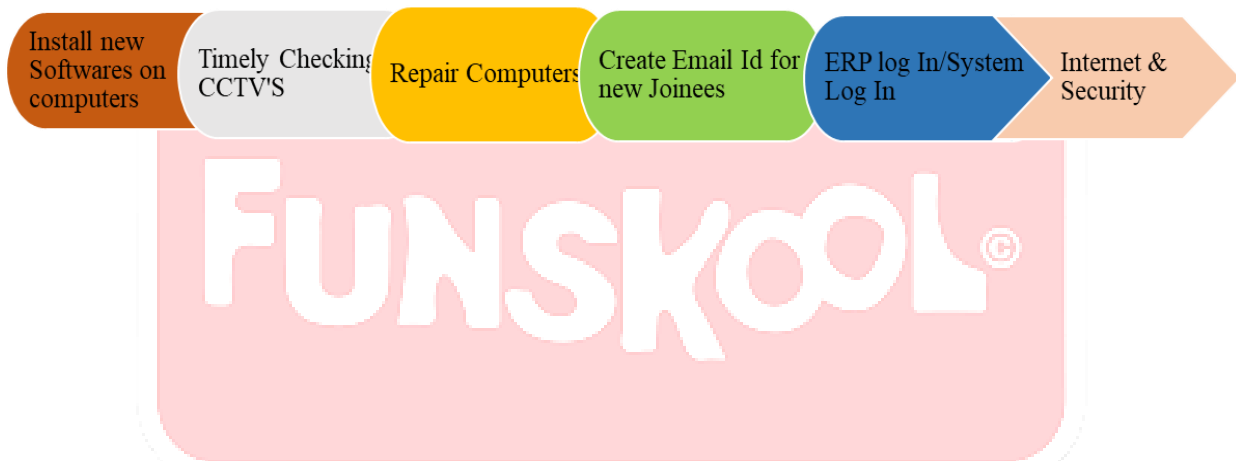 Install new
Softwares on
computers
Timely Checking
CCTV'S
Repair Computers
Create Email Id for
new Joinees
ERP log In/System
Log In
Internet &
Security
FUNSKOOL©